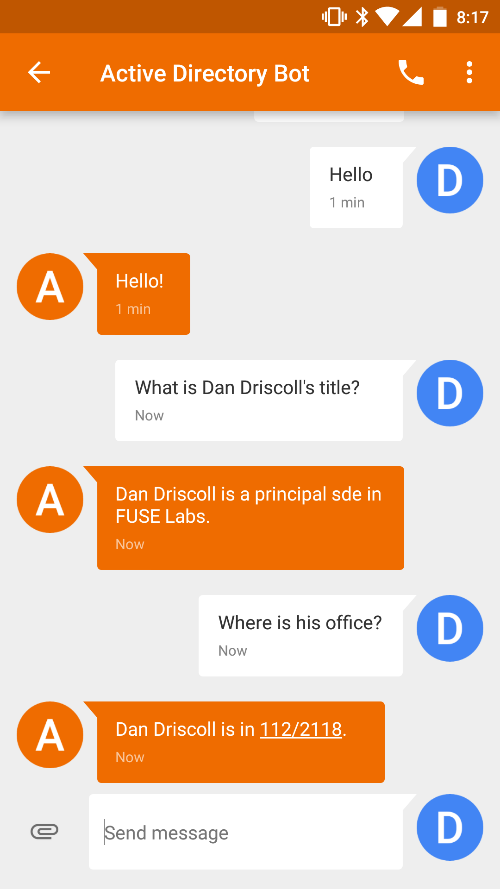 8:17
Active Directory Bot
Hello
1 min
D
A
Hello!
1 min
What is Dan Driscoll's title?
Now
D
A
Dan Driscoll is a principal sde in
FUSE Labs.
Now
Where is his office?
Now
D
A
Dan Driscoll is in 112/2118.
Now
Send message
D